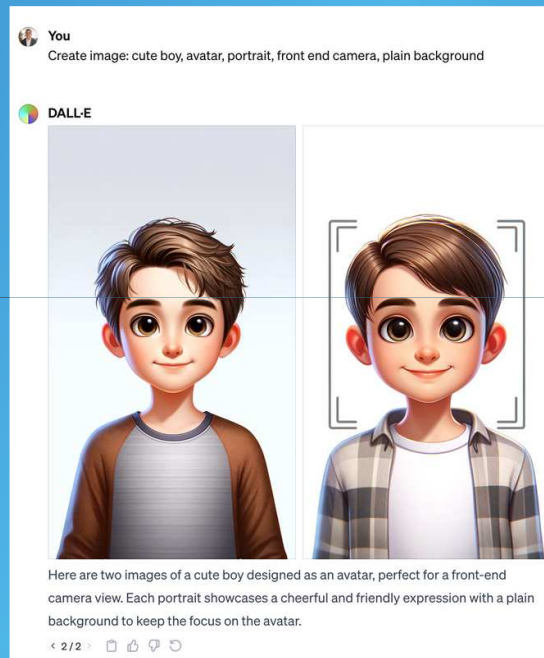 You
Create image: cute boy, avatar, portrait, front end camera, plain background
DALL·E
Here are two images of a cute boy designed as an avatar, perfect for a front-end
camera view. Each portrait showcases a cheerful and friendly expression with a plain
background to keep the focus on the avatar.
< 2/2 >